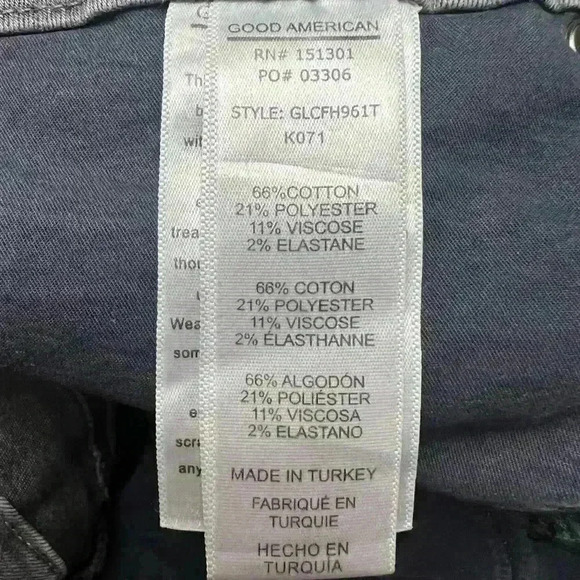 GOOD AMERICAN
RN# 151301
PO# 03306
STYLE: GLCFH961T
K071
66%COTTON
21% POLYESTER
11% VISCOSE
2% ELASTANE
66% COTON
21% POLYESTER
11% VISCOSE
2% ÉLASTHANNE
66% ALGODÓN
21% POLIÉSTER
11% VISCOSA
2% ELASTANO
MADE IN TURKEY
FABRIQUÉ EN
TURQUIE
HECHO EN
TURQUÍA